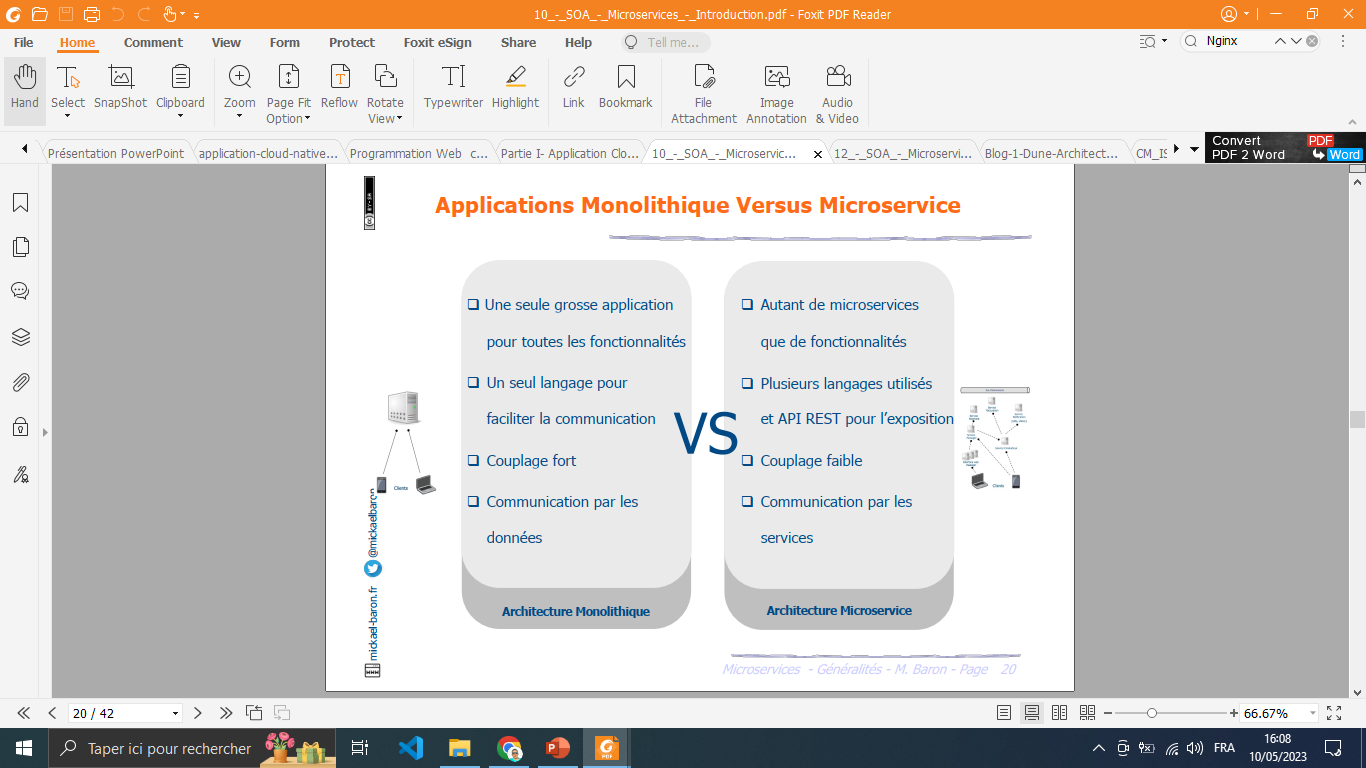 10_-_SOA_-_Microservices_-_Introduction.pdf - Foxit PDF Reader
File Home Comment View Form Protect Foxit eSign Share Help Tell me... Nginx
Hand Select SnapShot Clipboard Zoom Page Fit Option Reflow Rotate View Typewriter Highlight Link Bookmark File Attachment Image Annotation Audio & Video
Présentation PowerPoint application-cloud-native... Programmation Web c... Partie I- Application Clo... 10_-_SOA_-_Microservic... 12_-_SOA_-_Microservi... Blog-1-Dune-Architect... CM_IS
Convert PDF
PDF 2 Word Word
BY-SA
Applications Monolithique Versus Microservice
Une seule grosse application
pour toutes les fonctionnalités
Un seul langage pour
faciliter la communication
Couplage fort
Communication par les
données
Architecture Monolithique
VS
Autant de microservices
que de fonctionnalités
Plusieurs langages utilisés
et API REST pour l'exposition
Couplage faible
Communication par les
services
Architecture Microservice
Clients
Clients
@mickaelbaron
mickael-baron.fr
WWW
Microservices - Généralités - M. Baron - Page 20
20 / 42 66.67%
Taper ici pour rechercher
FRA
16:08
10/05/2023